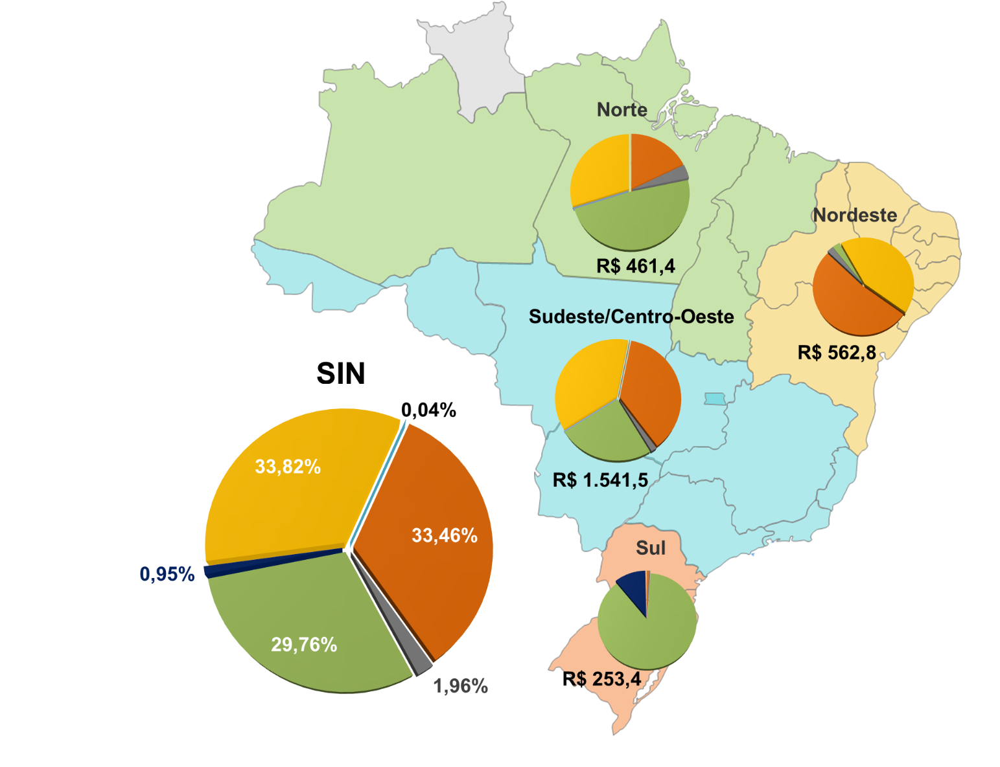 Norte
R$ 461,4
Nordeste
R$ 562,8
Sudeste/Centro-Oeste
R$ 1.541,5
SIN
0,04%
33,82%
33,46%
0,95%
29,76%
1,96%
Sul
R$ 253,4